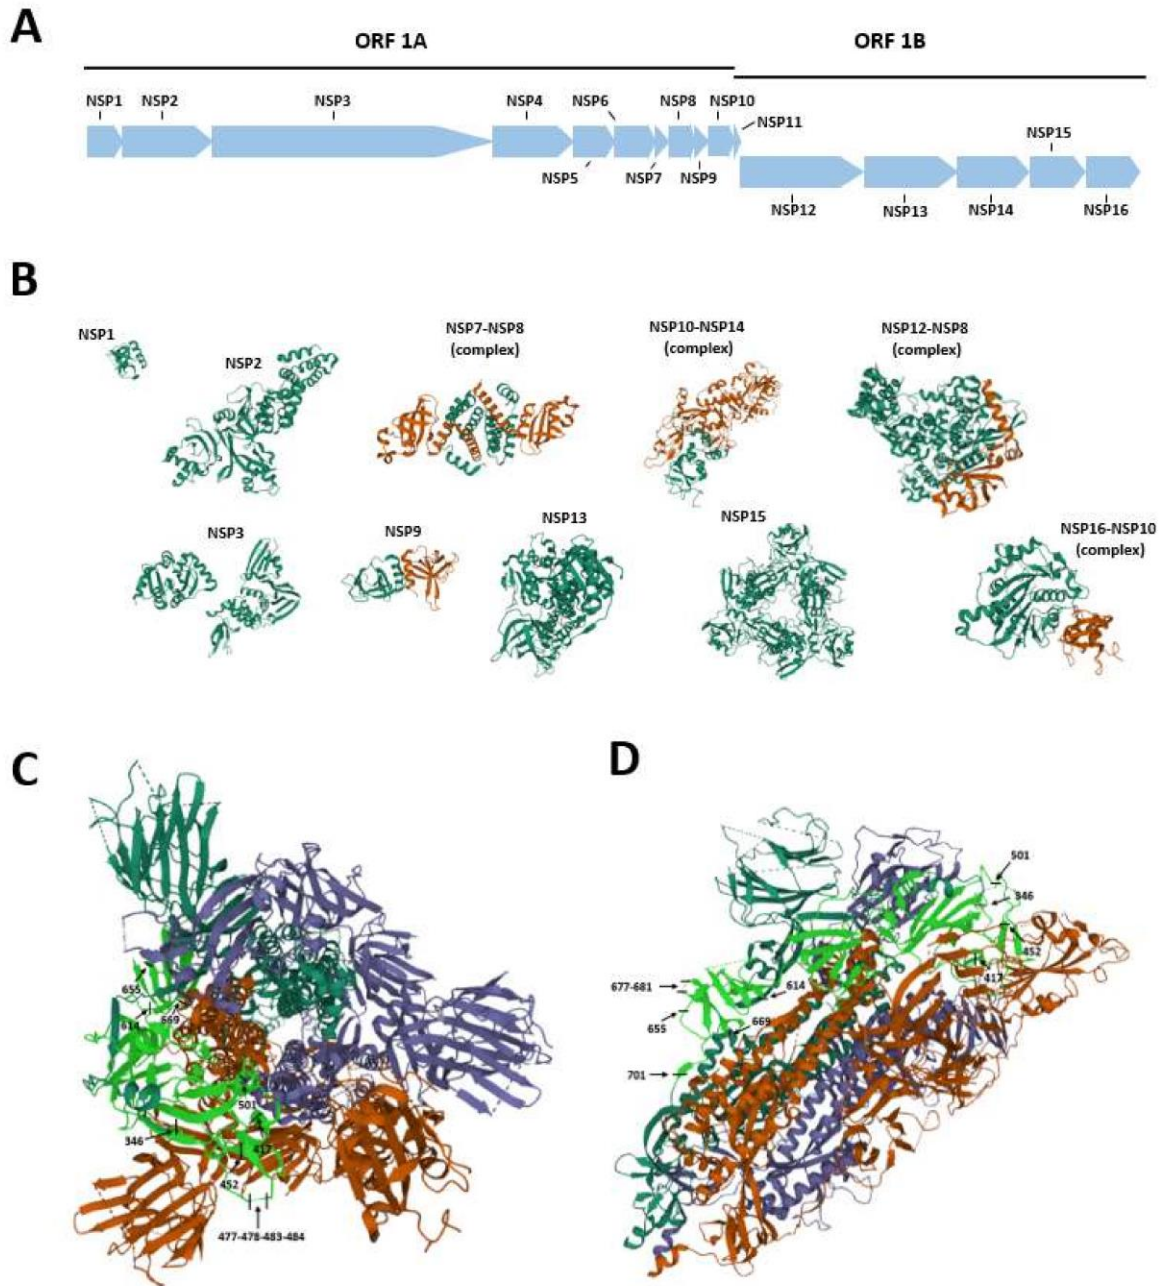 A
ORF 1A
ORF 1B
NSP1
NSP2
NSP3
NSP4
NSP6
NSP8
NSP10
NSP11
NSP5
NSP7
NSP9
NSP15
NSP12
NSP13
NSP14
NSP16
B
NSP1
NSP2
NSP7-NSP8
(complex)
NSP10-NSP14
(complex)
NSP12-NSP8
(complex)
NSP3
NSP9
NSP13
NSP15
NSP16-NSP10
(complex)
C
655
614
669
501
346
417
452
477-478-483-484
D
501
346
452
417
677-681
614
655
669
701